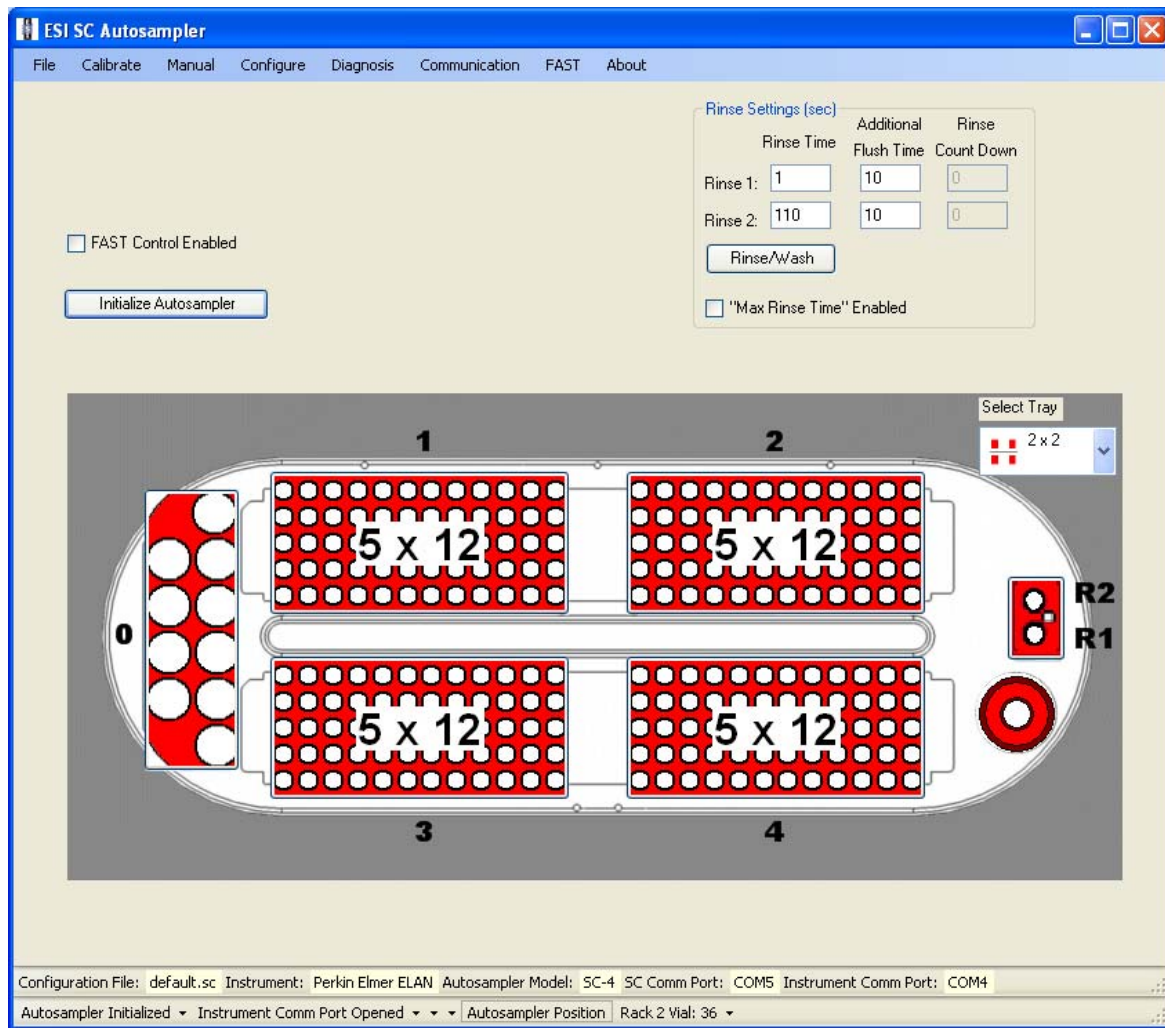 ESI SC Autosampler
File Calibrate Manual Configure Diagnosis Communication FAST About
Rinse Settings (sec)
Rinse Time Additional Flush Time Rinse Count Down
Rinse 1: 1 10 0
Rinse 2: 110 10 0
FAST Control Enabled
Rinse/Wash
Initialize Autosampler
"Max Rinse Time" Enabled
Select Tray
2 x 2
1 2
5 x 12 5 x 12
R2
0
R1
5 x 12 5 x 12
3 4
Configuration File: default.sc Instrument: Perkin Elmer ELAN Autosampler Model: SC-4 SC Comm Port: COM5 Instrument Comm Port: COM4
Autosampler Initialized Instrument Comm Port Opened Autosampler Position Rack 2 Vial: 36